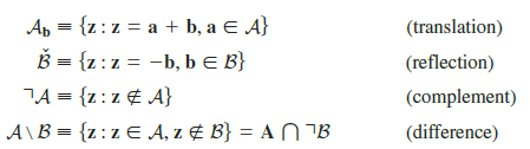 𝒜_𝐛 ≡ {𝐳 : 𝐳 = 𝐚 + 𝐛, 𝐚 ∈ 𝒜} (translation)
ℬ̌ ≡ {𝐳 : 𝐳 = −𝐛, 𝐛 ∈ ℬ} (reflection)
¬𝒜 ≡ {𝐳 : 𝐳 ∉ 𝒜} (complement)
𝒜 \ ℬ ≡ {𝐳 : 𝐳 ∈ 𝒜, 𝐳 ∉ ℬ} = 𝐀 ∩ ¬ℬ (difference)